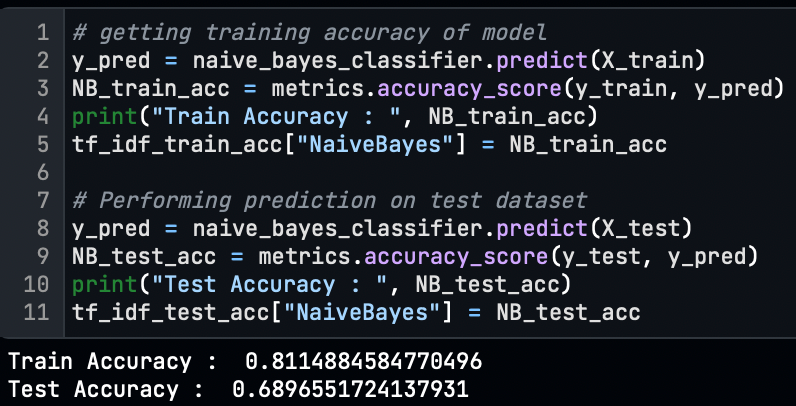 1 # getting training accuracy of model
2 y_pred = naive_bayes_classifier.predict(X_train)
3 NB_train_acc = metrics.accuracy_score(y_train, y_pred)
4 print("Train Accuracy : ", NB_train_acc)
5 tf_idf_train_acc["NaiveBayes"] = NB_train_acc
6
7 # Performing prediction on test dataset
8 y_pred = naive_bayes_classifier.predict(X_test)
9 NB_test_acc = metrics.accuracy_score(y_test, y_pred)
10 print("Test Accuracy : ", NB_test_acc)
11 tf_idf_test_acc["NaiveBayes"] = NB_test_acc
Train Accuracy :  0.8114884584770496
Test Accuracy :  0.6896551724137931